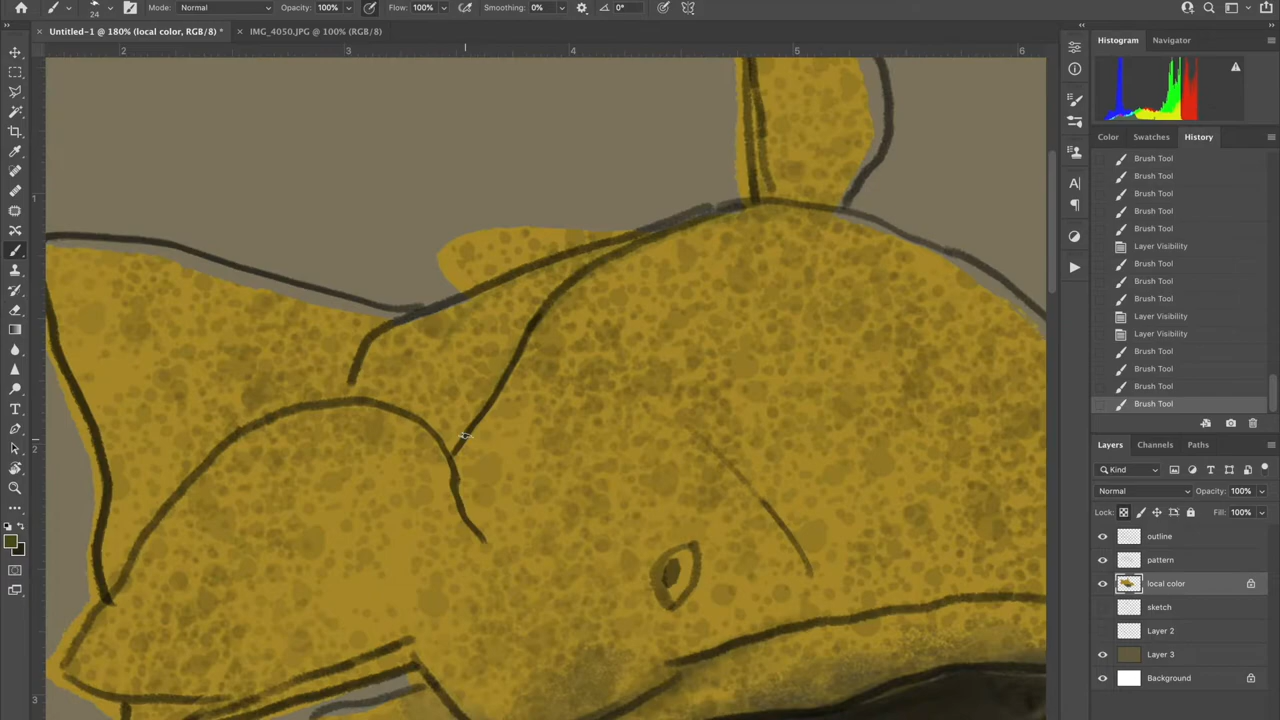 24 Mode: Normal Opacity: 100% Flow: 100% Smoothing: 0% 0°
× Untitled-1 @ 180% (local color, RGB/8) * × IMG_4050.JPG @ 100% (RGB/8)
2 3 4 5 6
1
2
3
Histogram Navigator
Color Swatches History
Brush Tool
Brush Tool
Brush Tool
Brush Tool
Brush Tool
Layer Visibility
Brush Tool
Brush Tool
Brush Tool
Layer Visibility
Layer Visibility
Brush Tool
Brush Tool
Brush Tool
Brush Tool
Layers Channels Paths
Kind
Normal Opacity: 100%
Lock: Fill: 100%
outline
pattern
local color
sketch
Layer 2
Layer 3
Background